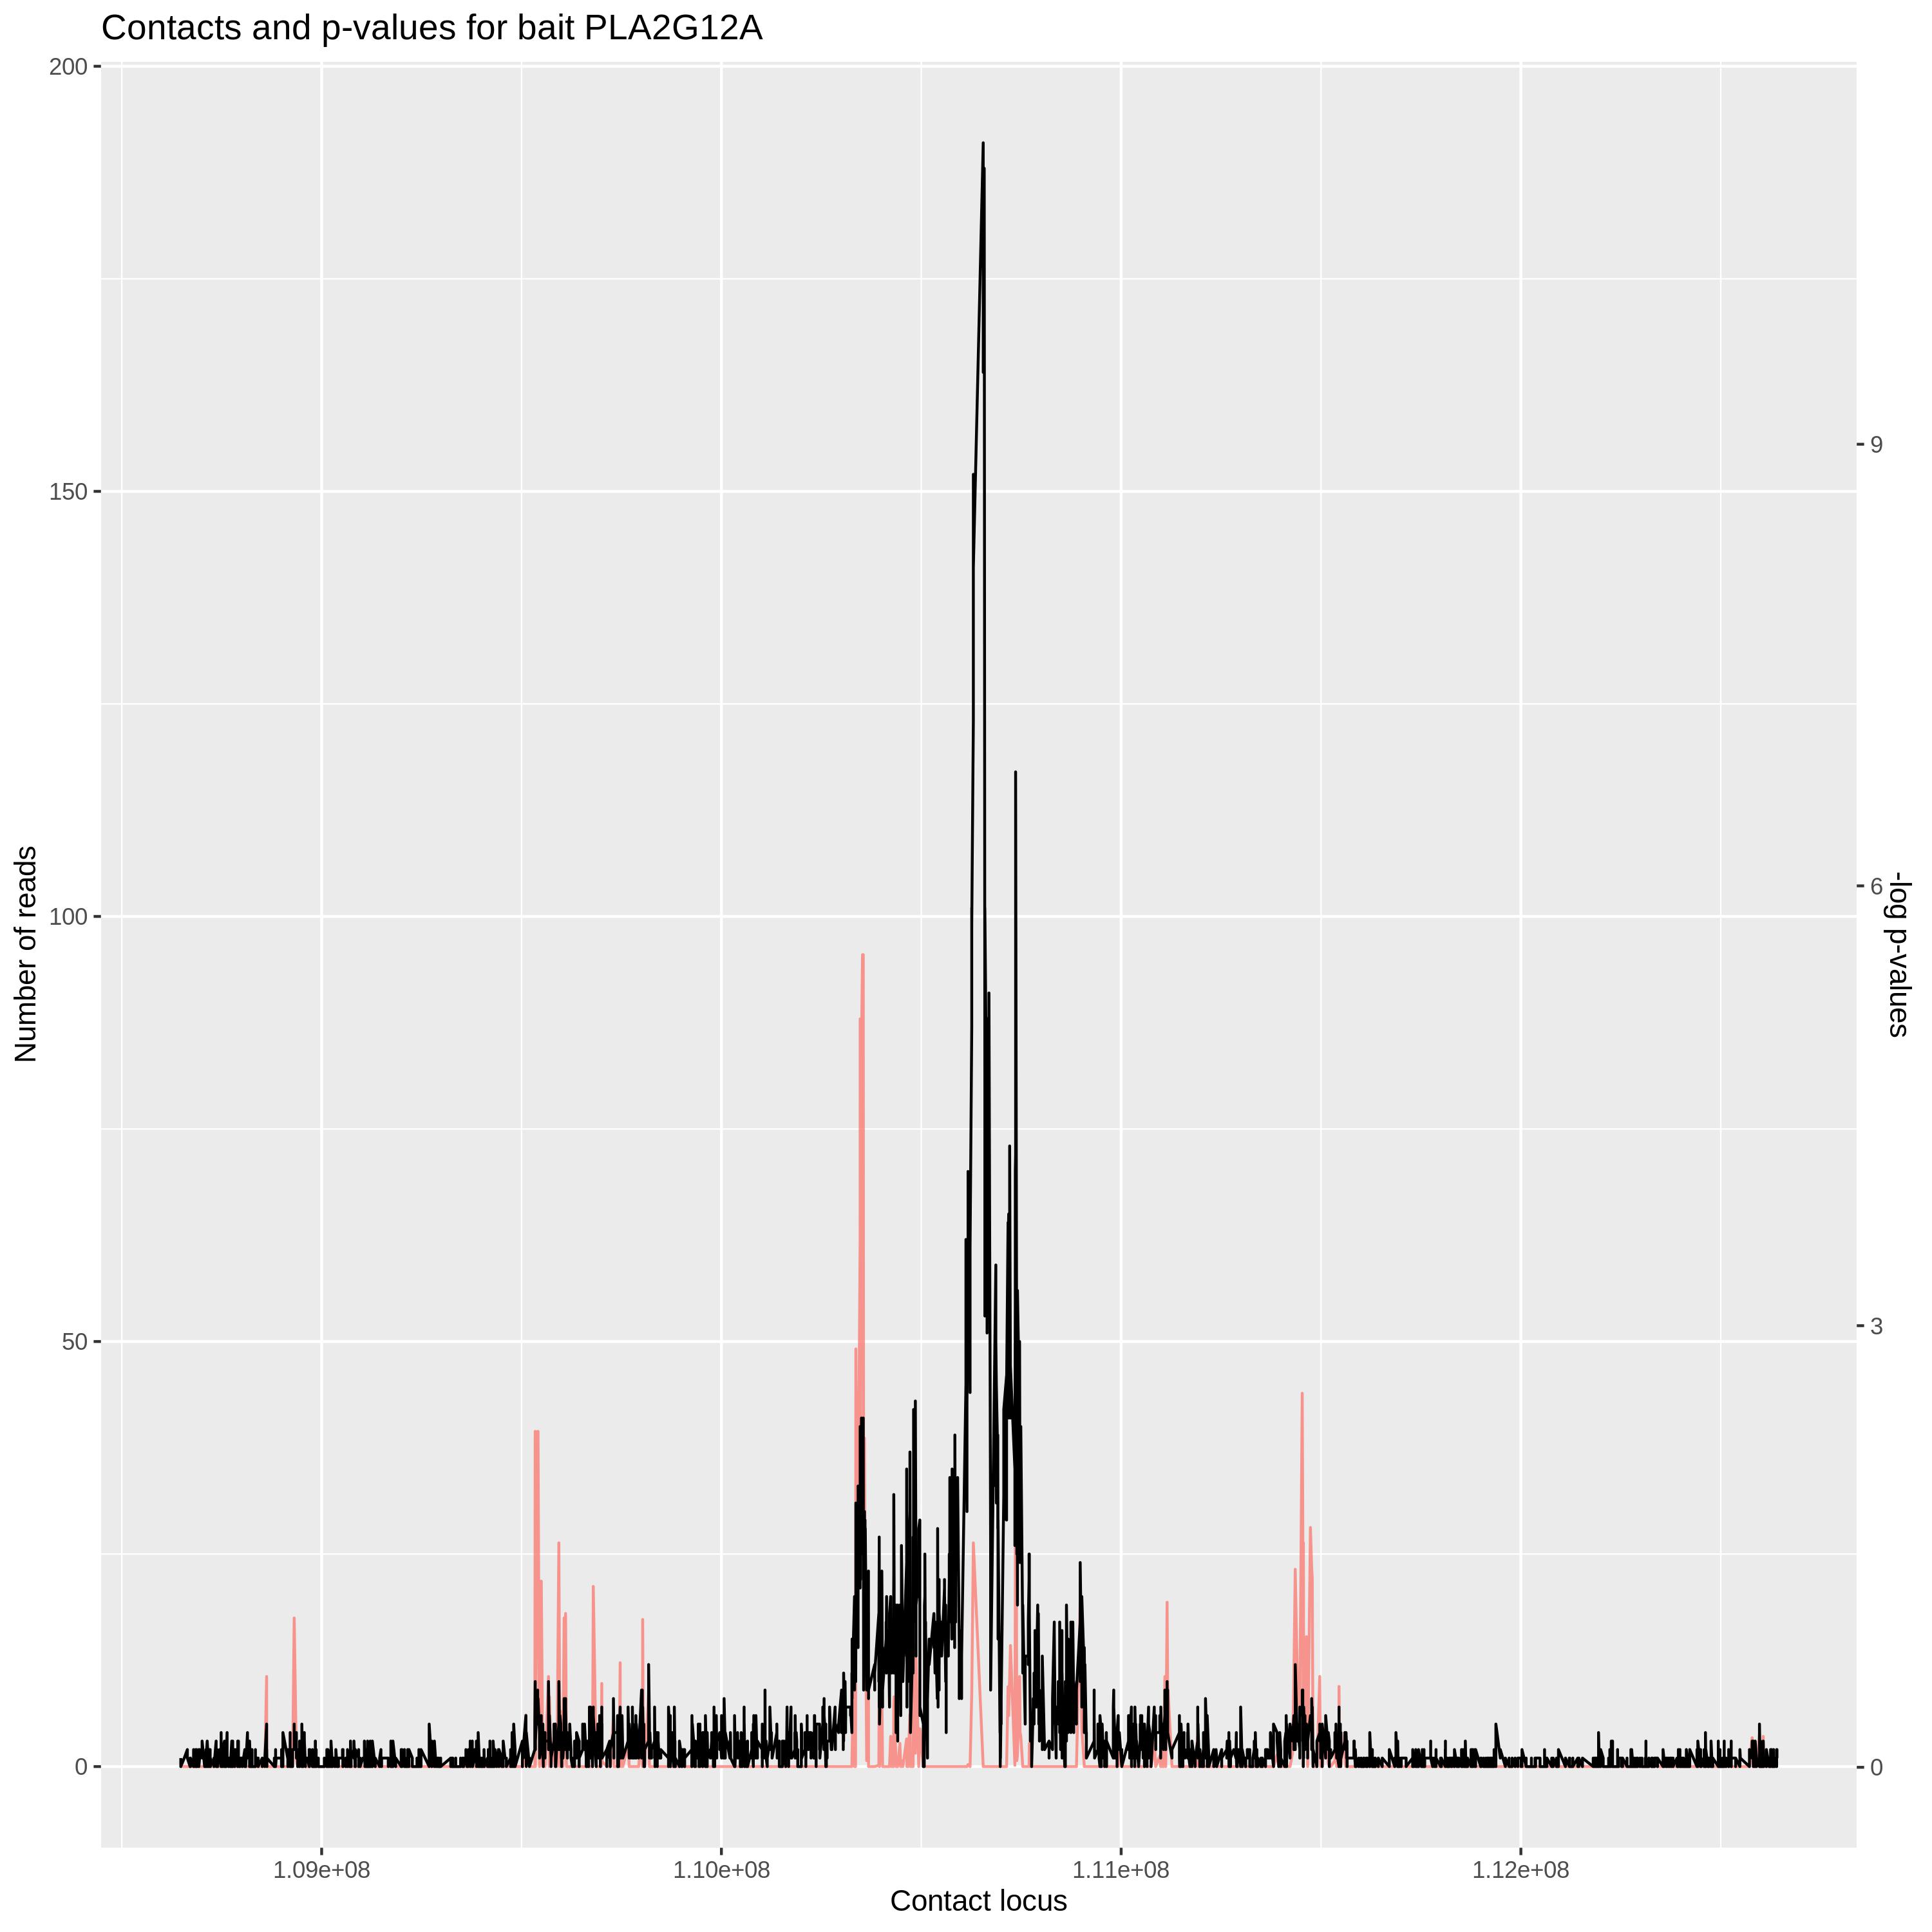 Contacts and p-values for bait PLA2G12A
200
150
100
50
0
Number of reads
9
6
3
0
-log p-values
1.09e+08
1.10e+08
1.11e+08
1.12e+08
Contact locus